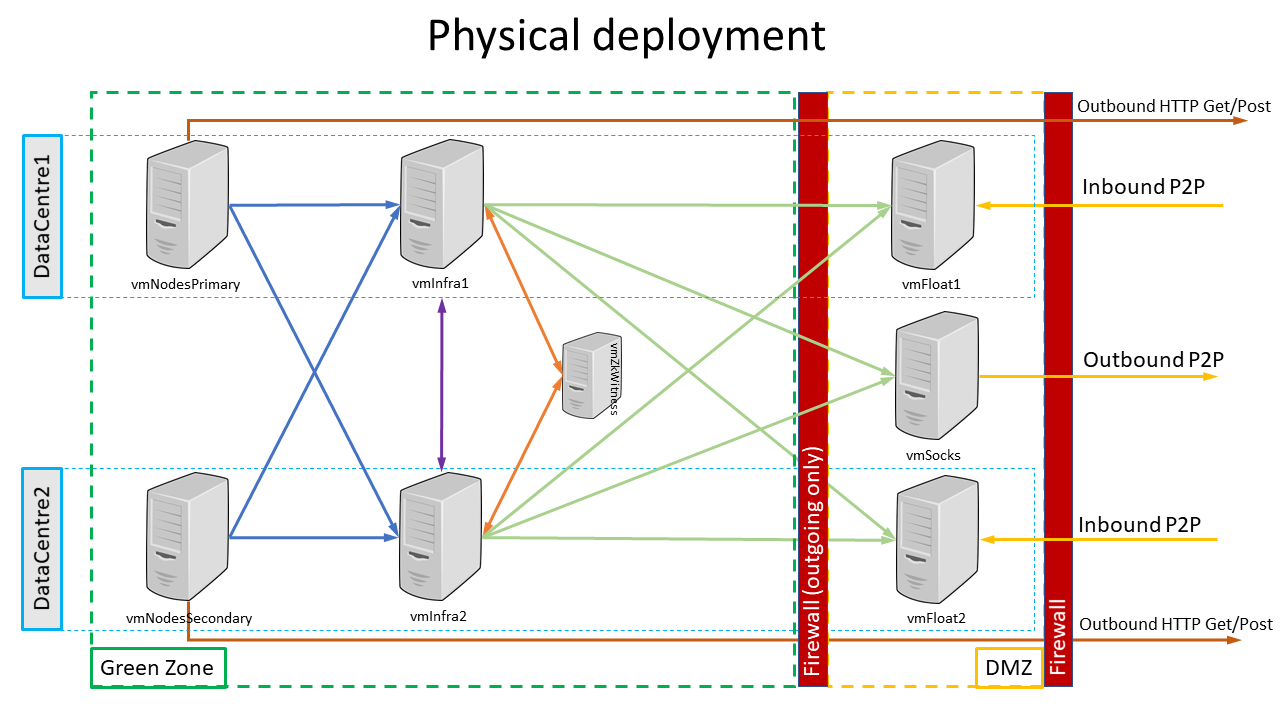 Physical deployment
Outbound HTTP Get/Post
DataCentre1
Inbound P2P
vmNodesPrimary
vmInfra1
vmFloat1
vmZkWitness
Outbound P2P
vmSocks
DataCentre2
Firewall (outgoing only)
Inbound P2P
vmNodesSecondary
vmInfra2
vmFloat2
Firewall
Outbound HTTP Get/Post
Green Zone
DMZ